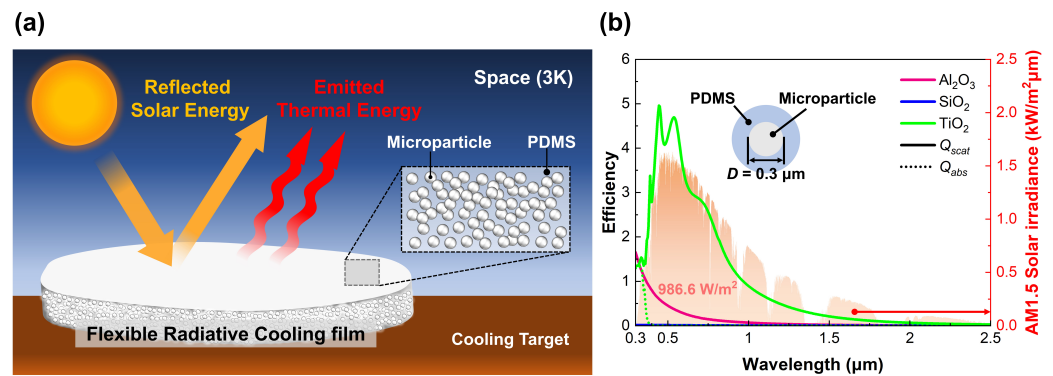 (a)
Reflected
Solar Energy
Emitted
Thermal Energy
Space (3K)
Microparticle
PDMS
Flexible Radiative Cooling film
Cooling Target
(b)
Efficiency
6
5
4
3
2
1
0
0.3
0.5
1
1.5
2
2.5
Wavelength (μm)
2.5
2.0
1.5
1.0
0.5
0.0
AM1.5 Solar irradiance (kW/m²μm)
PDMS
Microparticle
D = 0.3 μm
986.6 W/m²
Al₂O₃
SiO₂
TiO₂
Qscat
Qabs